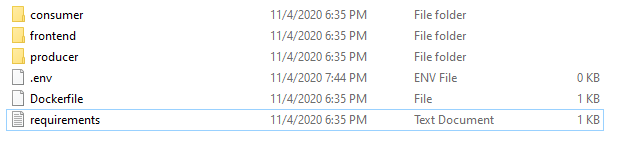 consumer 11/4/2020 6:35 PM File folder
frontend 11/4/2020 6:35 PM File folder
producer 11/4/2020 6:35 PM File folder
.env 11/4/2020 7:44 PM ENV File 0 KB
Dockerfile 11/4/2020 6:35 PM File 1 KB
requirements 11/4/2020 6:35 PM Text Document 1 KB